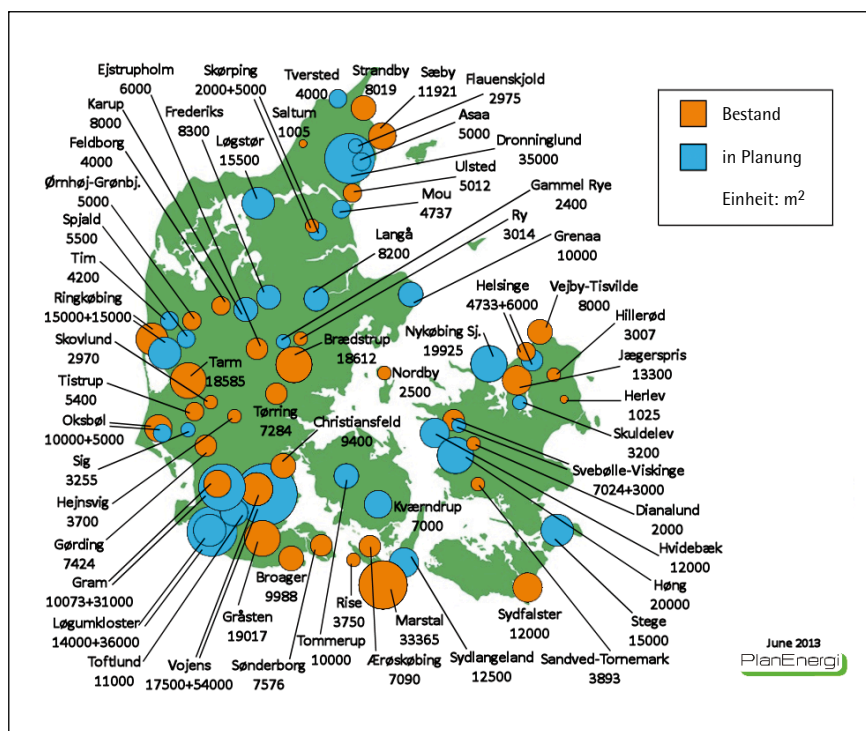 Ejstrupholm
6000
Karup
8000
Feldborg
4000
Ørnhøj-Grønbj.
5000
Spjald
5500
Tim
4200
Ringkøbing
15000+15000
Skovlund
2970
Tistrup
5400
Oksbøl
10000+5000
Sig
3255
Hejnsvig
3700
Gørding
7424
Gram
10073+31000
Løgumkloster
14000+36000
Toftlund
11000
Frederiks
8300
Skørping
2000+5000
Løgstør
15500
Saltum
1005
Tversted
4000
Strandby
8019
Sæby
11921
Flauenskjold
2975
Asaa
5000
Dronninglund
35000
Ulsted
5012
Mou
4737
Gammel Rye
2400
Ry
3014
Grenaa
10000
Langå
8200
Tarm
18585
Brædstrup
18612
Tørring
7284
Christiansfeld
9400
Nordby
2500
Nykøbing Sj.
19925
Helsinge
4733+6000
Vejby-Tisvilde
8000
Hillerød
3007
Jægerspris
13300
Herlev
1025
Skuldelev
3200
Svebølle-Viskinge
7024+3000
Dianalund
2000
Hvidebæk
12000
Høng
20000
Stege
15000
Kværndrup
7000
Broager
9988
Gråsten
19017
Vojens
17500+54000
Sønderborg
7576
Rise
3750
Tommerup
10000
Marstal
33365
Ærøskøbing
7090
Sydlangeland
12500
Sydfalster
12000
Sandved-Tornemark
3893
Bestand
in Planung
Einheit: m²
June 2013
PlanEnergi